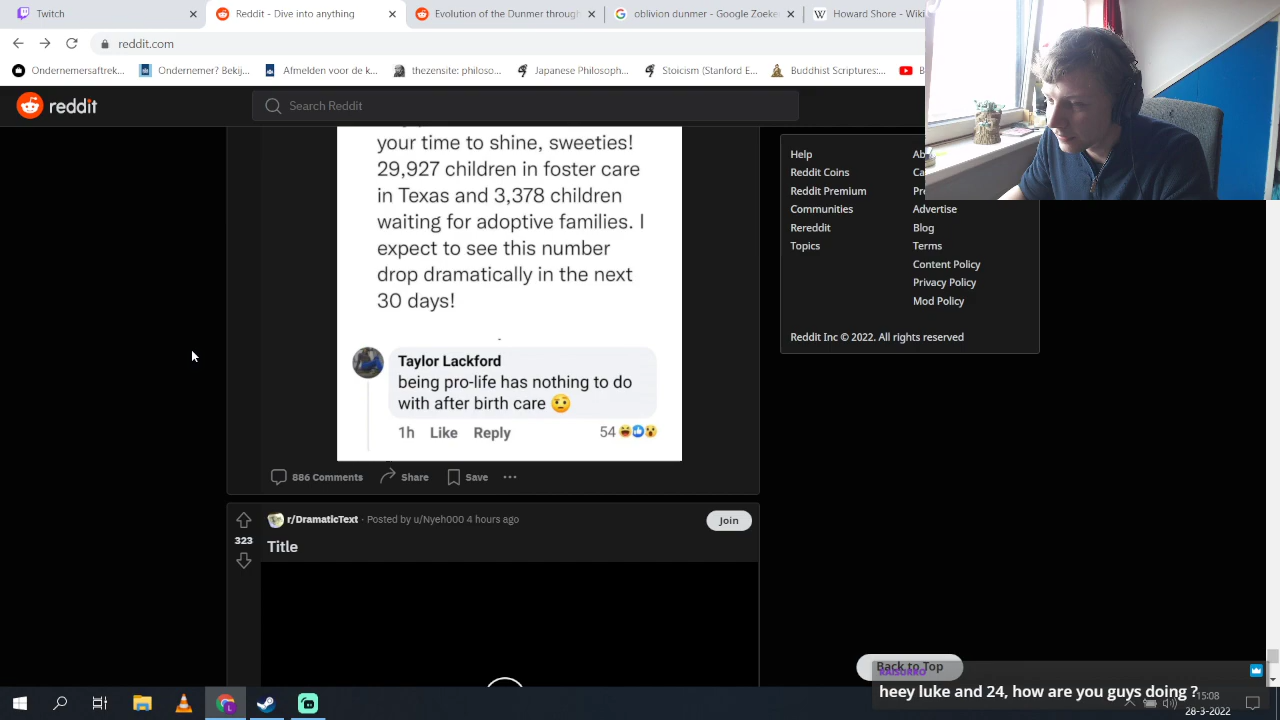 Twitch
Reddit - Dive into anything
Evolution of the Dunmer through
oblivion dunmer - Google Zoeke
Howard Shore - Wiki
reddit.com
Ondernemersaftrek...
Ondernemer? Bekij...
Afmelden voor de k...
thezensite: philoso...
Japanese Philosoph...
Stoicism (Stanford E...
Buddhist Scriptures:...
reddit
Search Reddit
your time to shine, sweeties!
29,927 children in foster care
in Texas and 3,378 children
waiting for adoptive families. I
expect to see this number
drop dramatically in the next
30 days!
Taylor Lackford
being pro-life has nothing to do
with after birth care 😟
1h Like Reply 54
886 Comments Share Save
r/DramaticText · Posted by u/Nyeh000 4 hours ago
Join
323
Title
Help
Reddit Coins
Reddit Premium
Communities
Advertise
Rereddit
Blog
Topics
Terms
Content Policy
Privacy Policy
Mod Policy
Reddit Inc © 2022. All rights reserved
Back to Top
heey luke and 24, how are you guys doing ?
15:08
28-3-2022